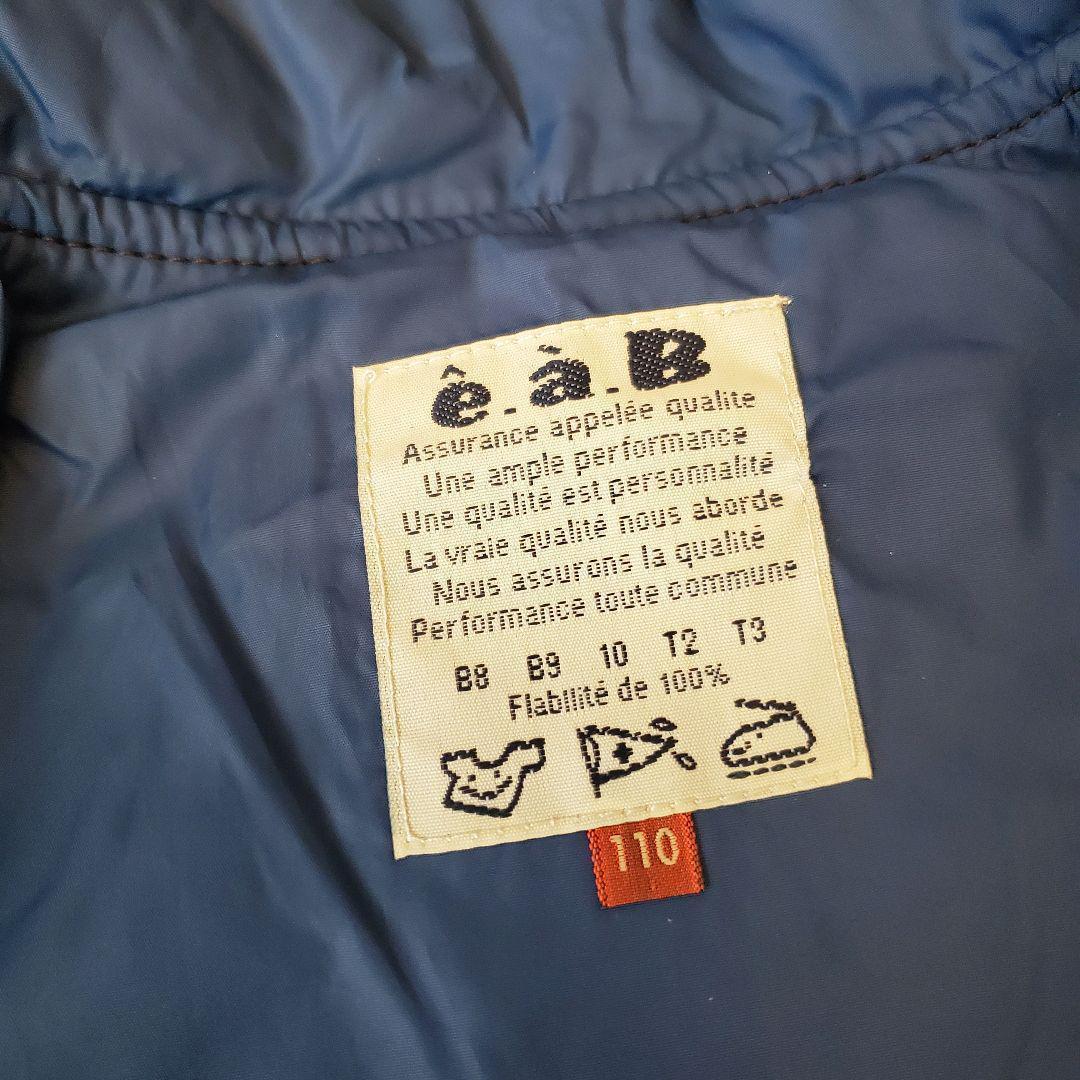 ê.à.B
Assurance appelée qualite
Une ample performance
Une qualité est personnalité
La vraie qualité nous aborde
Nous assurons la qualité
Performance toute commune
B8 B9 10 T2 T3
Fiabilité de 100%
110